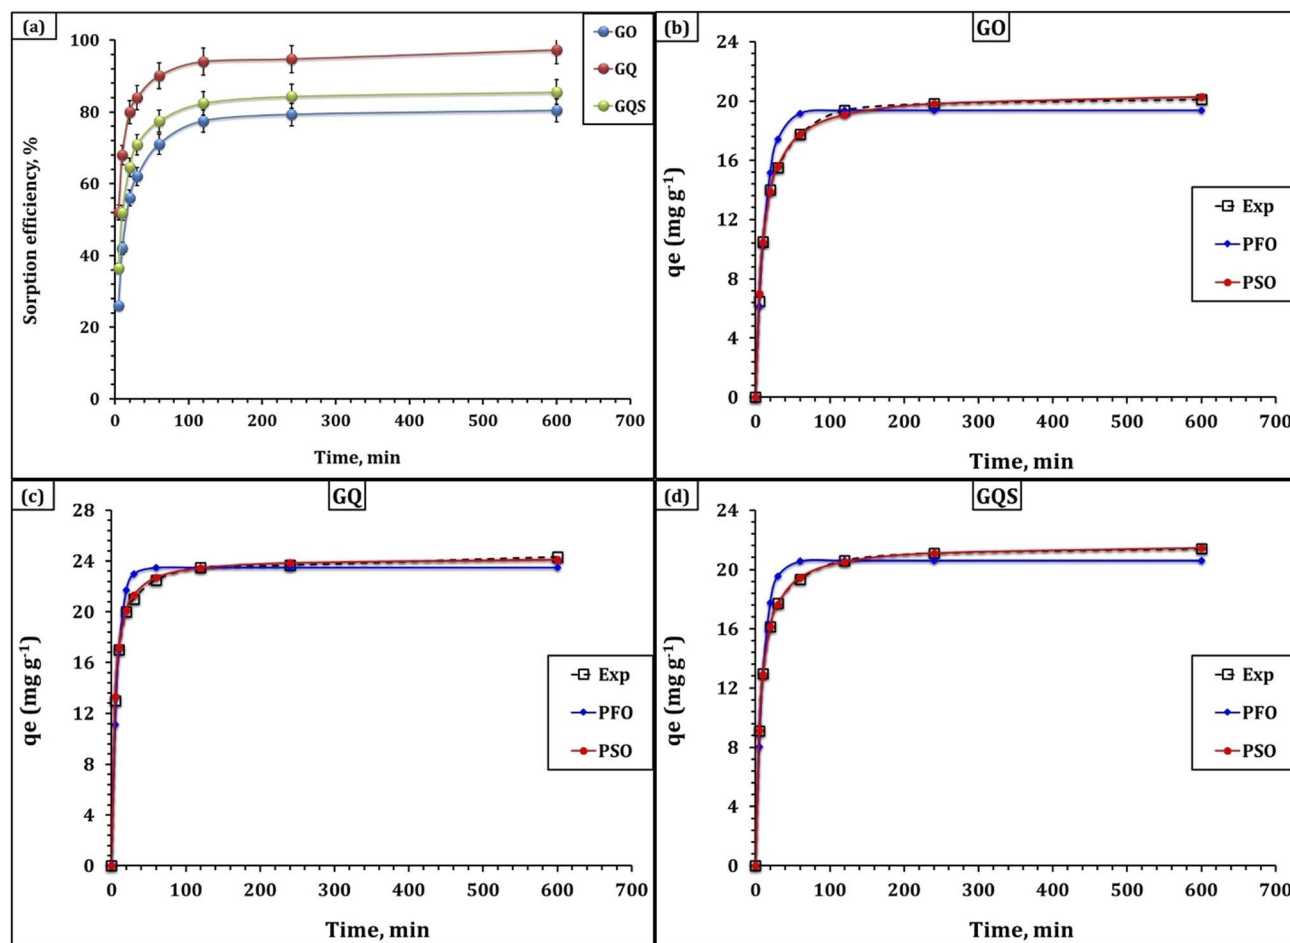 (a)
GO
GQ
GQS
Sorption efficiency, %
100
80
60
40
20
0
0 100 200 300 400 500 600 700
Time, min
(b)
GO
qe (mg g-1)
24
20
16
12
8
4
0
Exp
PFO
PSO
0 100 200 300 400 500 600 700
Time, min
(c)
GQ
qe (mg g-1)
28
24
20
16
12
8
4
0
Exp
PFO
PSO
0 100 200 300 400 500 600 700
Time, min
(d)
GQS
qe (mg g-1)
24
20
16
12
8
4
0
Exp
PFO
PSO
0 100 200 300 400 500 600 700
Time, min